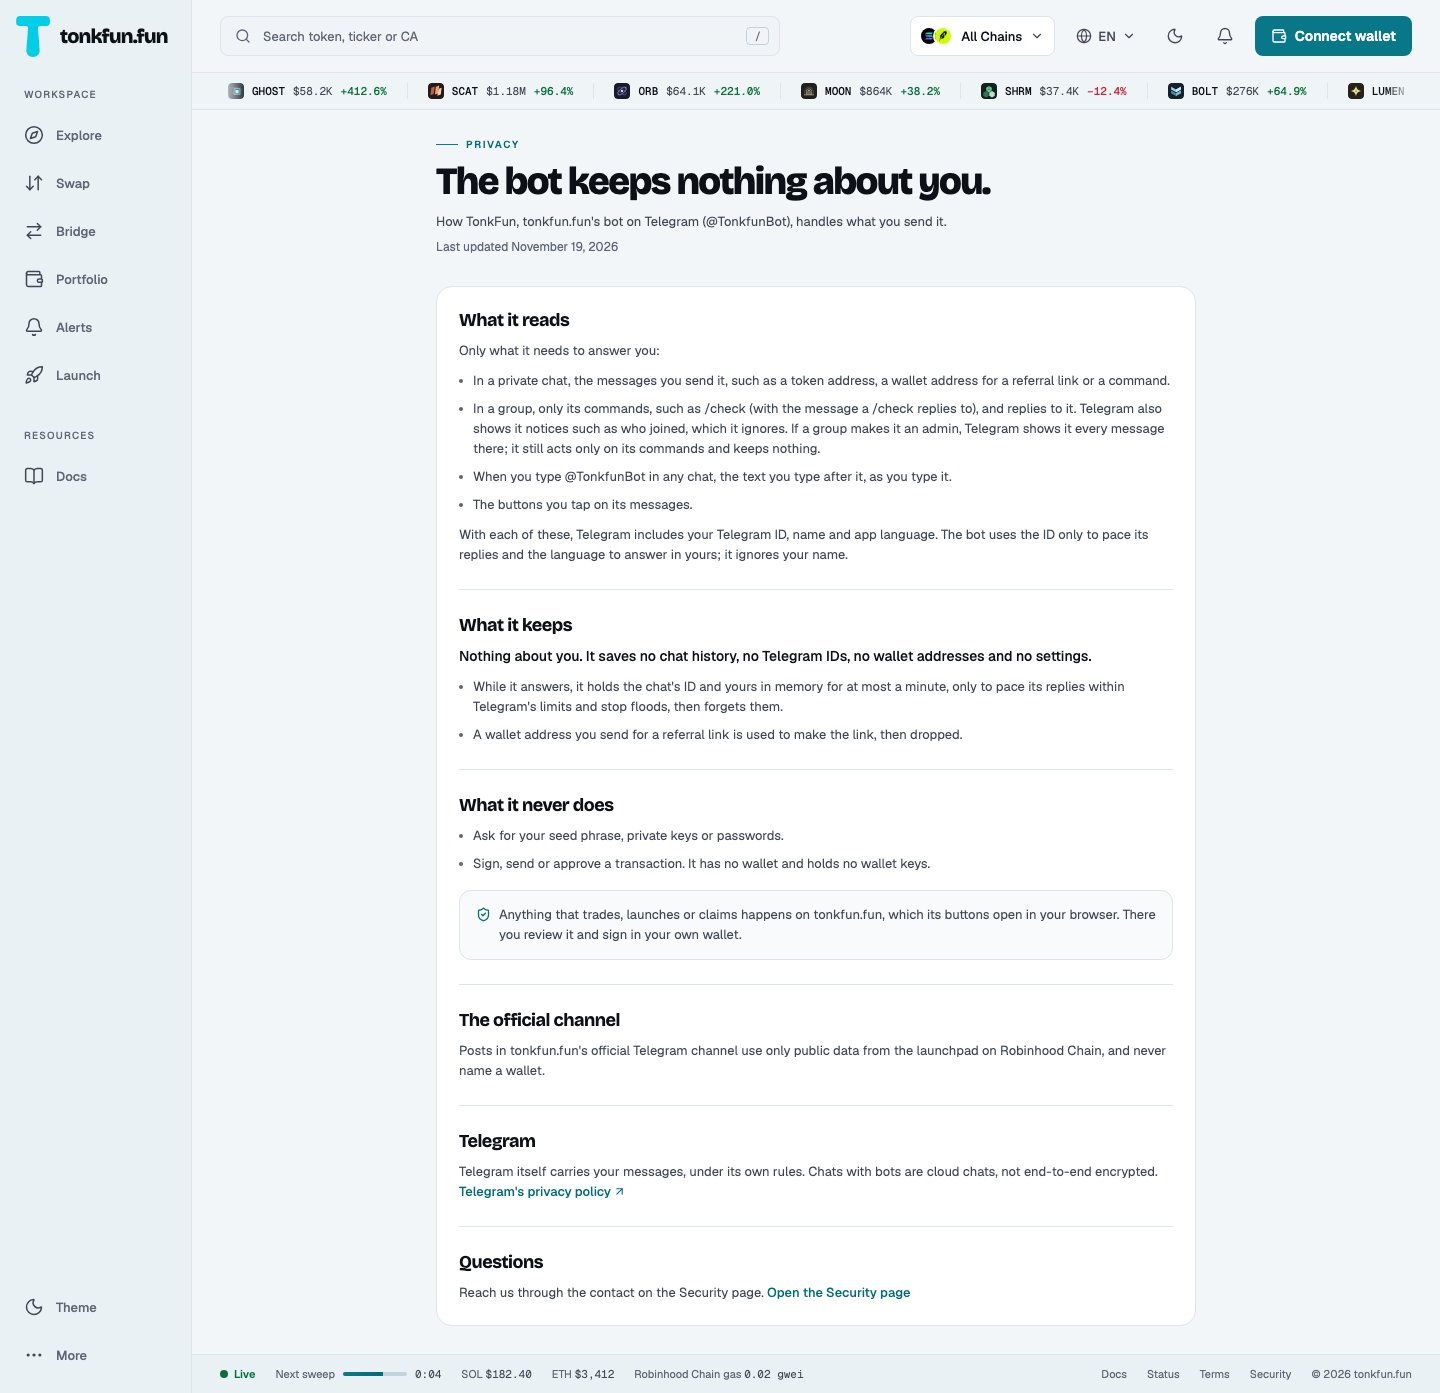 tonkfun.fun
WORKSPACE
Explore
Swap
Bridge
Portfolio
Alerts
Launch
RESOURCES
Docs
Theme
More
Search token, ticker or CA
/
All Chains
EN
Connect wallet
GHOST $58.2K +412.6%
SCAT $1.18M +96.4%
ORB $64.1K +221.0%
MOON $864K +38.2%
SHRM $37.4K -12.4%
BOLT $276K +64.9%
LUMEN
PRIVACY
The bot keeps nothing about you.
How TonkFun, tonkfun.fun's bot on Telegram (@TonkfunBot), handles what you send it.
Last updated November 19, 2026
What it reads
Only what it needs to answer you:
• In a private chat, the messages you send it, such as a token address, a wallet address for a referral link or a command.
• In a group, only its commands, such as /check (with the message a /check replies to), and replies to it. Telegram also
shows it notices such as who joined, which it ignores. If a group makes it an admin, Telegram shows it every message
there; it still acts only on its commands and keeps nothing.
• When you type @TonkfunBot in any chat, the text you type after it, as you type it.
• The buttons you tap on its messages.
With each of these, Telegram includes your Telegram ID, name and app language. The bot uses the ID only to pace its
replies and the language to answer in yours; it ignores your name.
What it keeps
Nothing about you. It saves no chat history, no Telegram IDs, no wallet addresses and no settings.
• While it answers, it holds the chat's ID and yours in memory for at most a minute, only to pace its replies within
Telegram's limits and stop floods, then forgets them.
• A wallet address you send for a referral link is used to make the link, then dropped.
What it never does
• Ask for your seed phrase, private keys or passwords.
• Sign, send or approve a transaction. It has no wallet and holds no wallet keys.
Anything that trades, launches or claims happens on tonkfun.fun, which its buttons open in your browser. There
you review it and sign in your own wallet.
The official channel
Posts in tonkfun.fun's official Telegram channel use only public data from the launchpad on Robinhood Chain, and never
name a wallet.
Telegram
Telegram itself carries your messages, under its own rules. Chats with bots are cloud chats, not end-to-end encrypted.
Telegram's privacy policy
Questions
Reach us through the contact on the Security page. Open the Security page
Live
Next sweep 0:04
SOL $182.40
ETH $3,412
Robinhood Chain gas 0.02 gwei
Docs
Status
Terms
Security
© 2026 tonkfun.fun